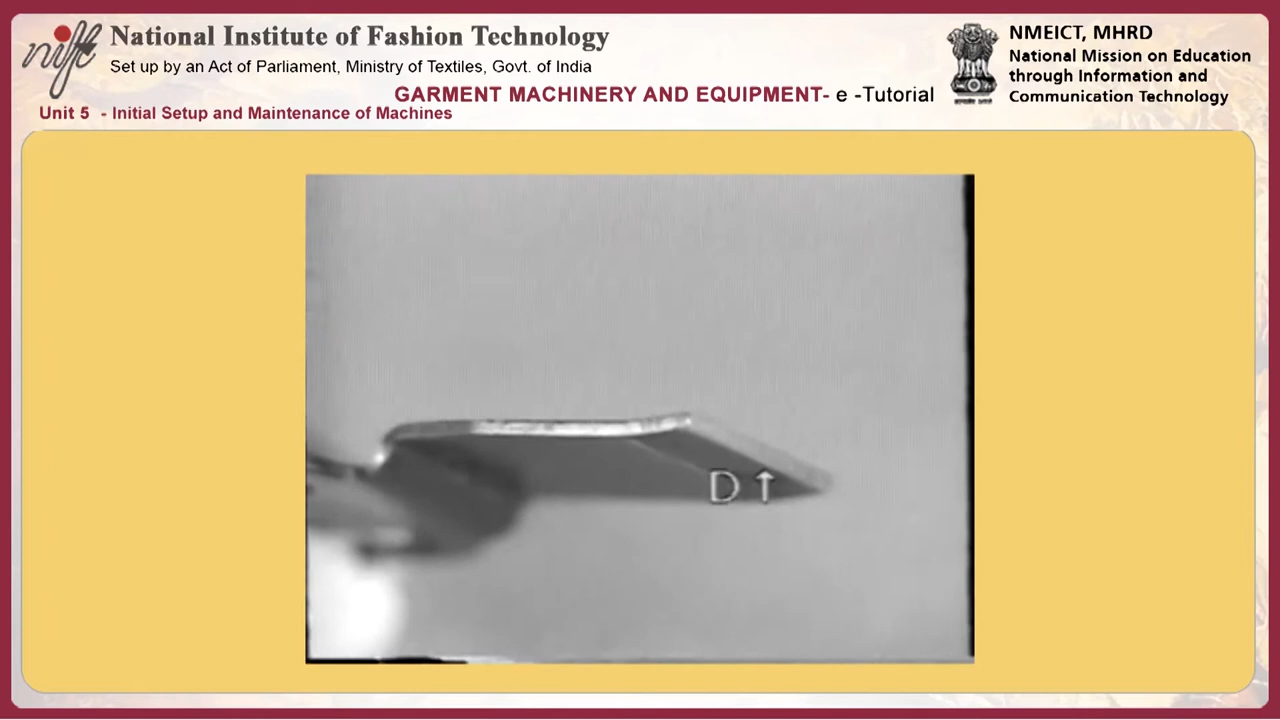 nift
National Institute of Fashion Technology
Set up by an Act of Parliament, Ministry of Textiles, Govt. of India
GARMENT MACHINERY AND EQUIPMENT- e -Tutorial
Unit 5 - Initial Setup and Maintenance of Machines
NMEICT, MHRD
National Mission on Education
through Information and
Communication Technology
D ↑